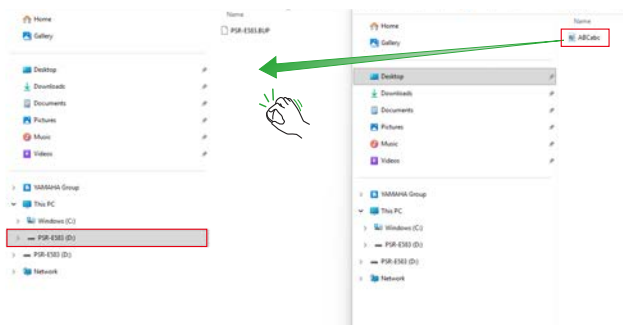 Name
Home
Gallery
PSR-E583.BUP
Desktop
Downloads
Documents
Pictures
Music
Videos
YAMAHA Group
This PC
Windows (C:)
PSR-E583 (D:)
PSR-E583 (D:)
Network
Name
Home
Gallery
ABCabc
Desktop
Downloads
Documents
Pictures
Music
Videos
YAMAHA Group
This PC
Windows (C:)
PSR-E583 (D:)
PSR-E583 (D:)
Network